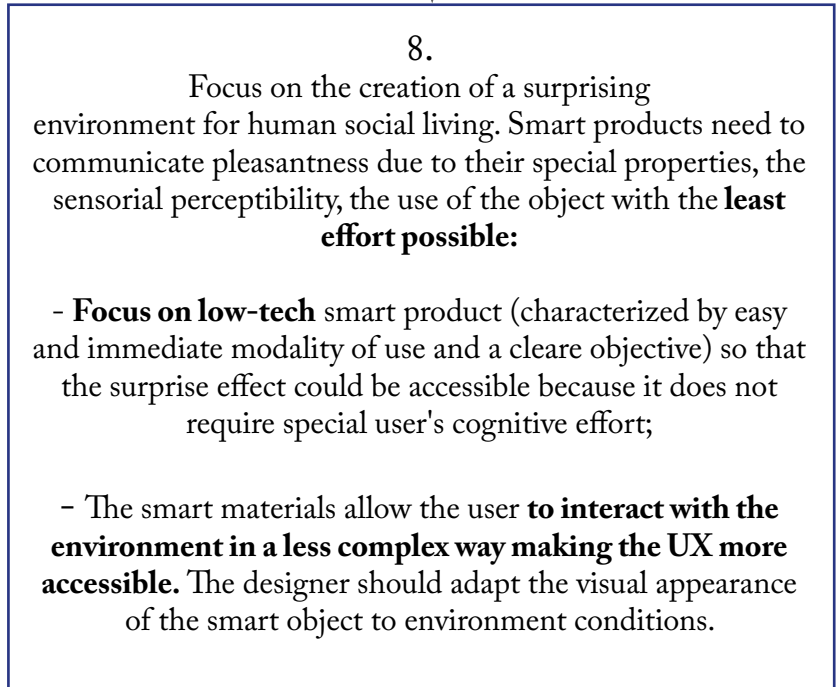 8.
Focus on the creation of a surprising
environment for human social living. Smart products need to
communicate pleasantness due to their special properties, the
sensorial perceptibility, the use of the object with the least
effort possible:
- Focus on low-tech smart product (characterized by easy
and immediate modality of use and a cleare objective) so that
the surprise effect could be accessible because it does not
require special user's cognitive effort;
- The smart materials allow the user to interact with the
environment in a less complex way making the UX more
accessible. The designer should adapt the visual appearance
of the smart object to environment conditions.